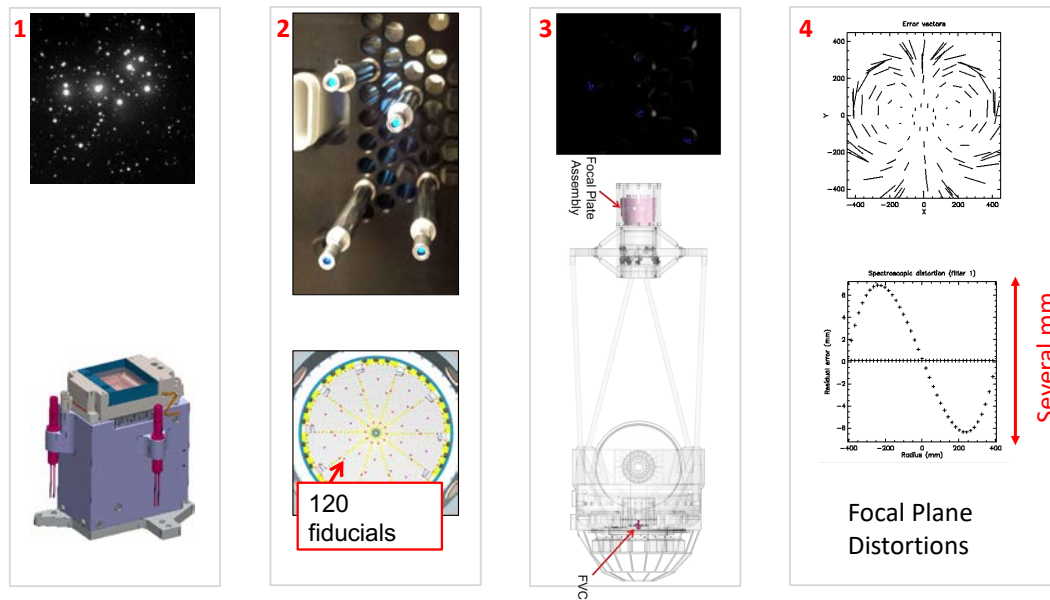 1
2
120
fiducials
3
Focal Plate
Assembly
FVC
4
Error vectors
400
200
0
-200
-400
Y
-400 -200 0 200 400
X
Spectroscopic distortion (filter 1)
6
4
2
0
-2
-4
-6
Residual error (mm)
-400 -200 0 200 400
Radius (mm)
Several mm
Focal Plane
Distortions